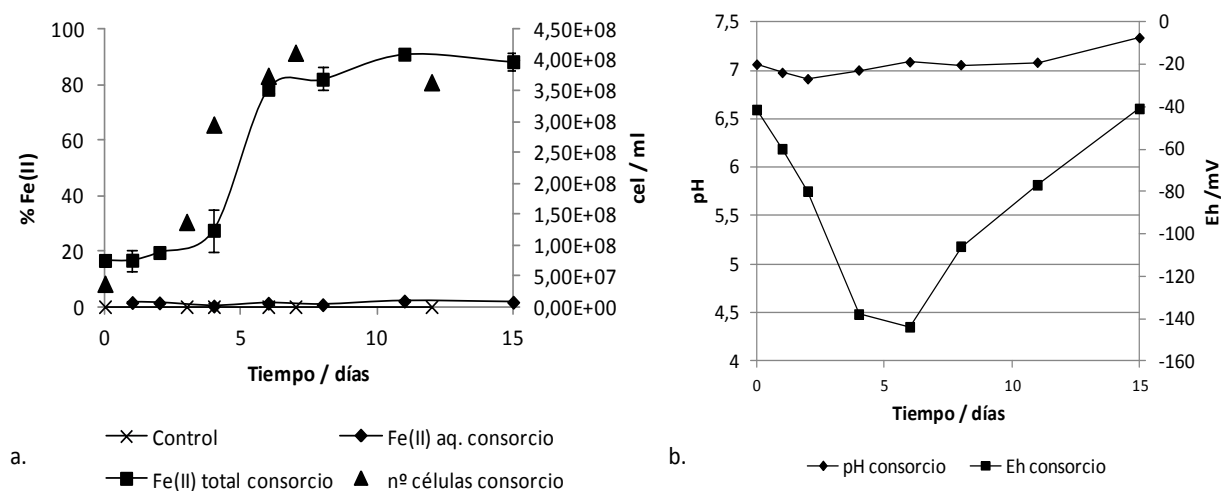 100
80
60
40
20
0
% Fe(II)
4,50E+08
4,00E+08
3,50E+08
3,00E+08
2,50E+08
2,00E+08
1,50E+08
1,00E+08
5,00E+07
0,00E+00
cel / ml
0 5 10 15
Tiempo / días
Control
Fe(II) aq. consorcio
Fe(II) total consorcio
nº células consorcio
a.
7,5
7
6,5
6
5,5
5
4,5
4
pH
0
-20
-40
-60
-80
-100
-120
-140
-160
Eh /mV
0 5 10 15
Tiempo / días
pH consorcio
Eh consorcio
b.